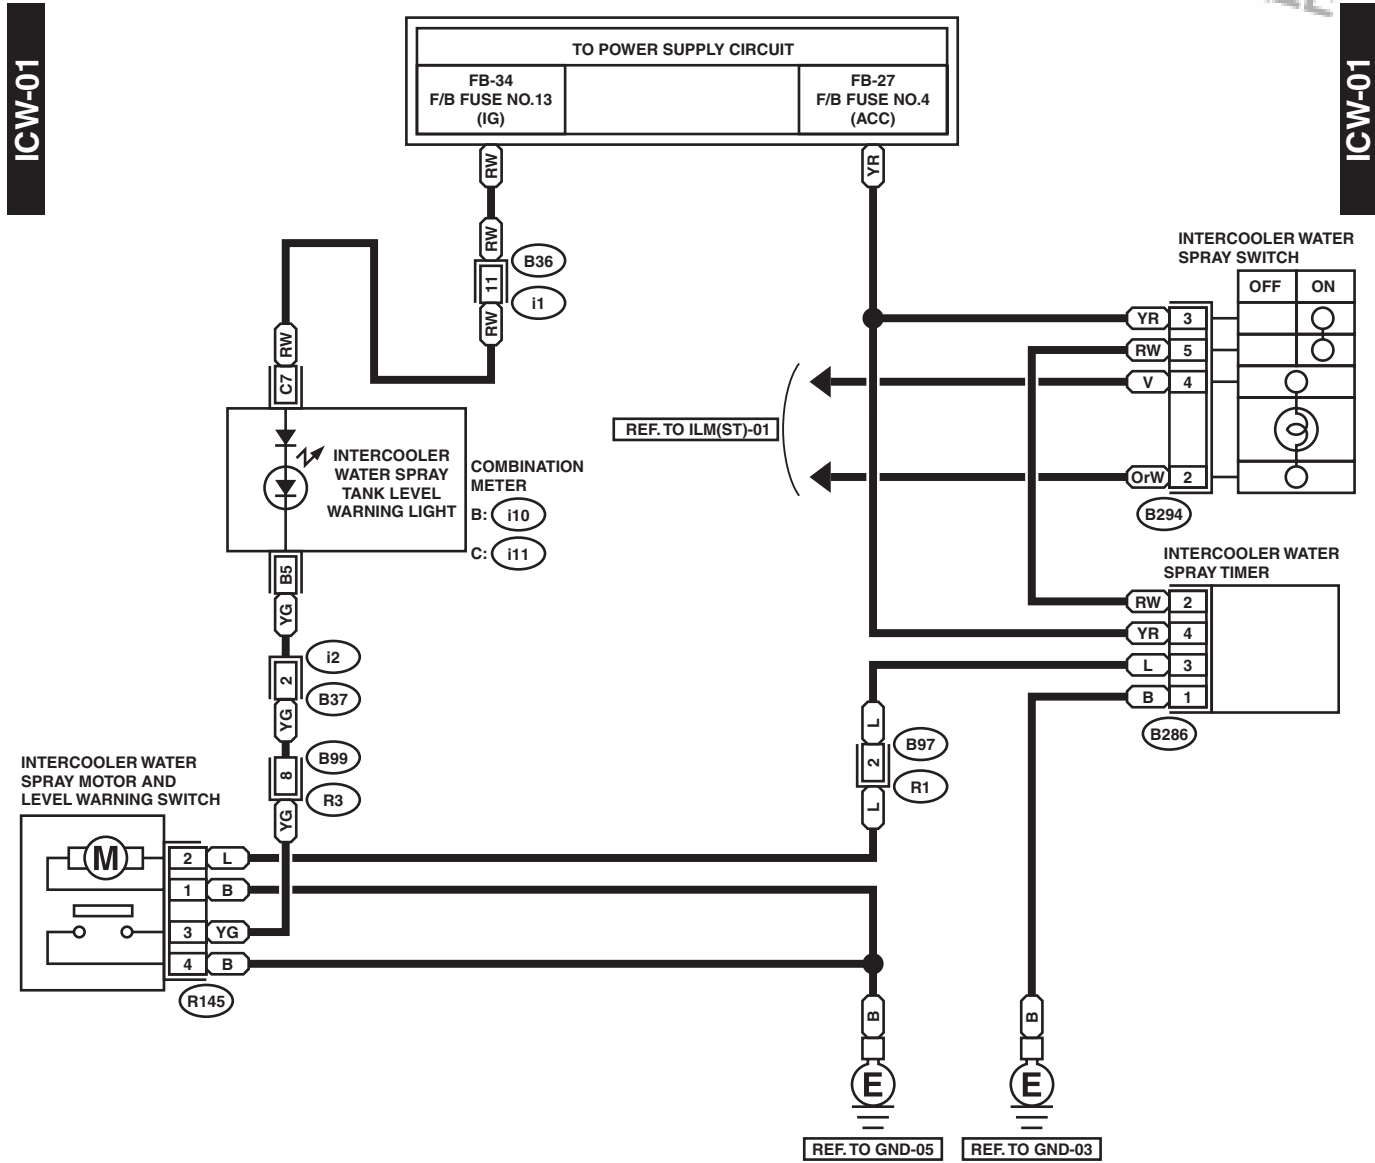 ICW-01
ICW-01
TO POWER SUPPLY CIRCUIT
FB-34
F/B FUSE NO.13
(IG)
FB-27
F/B FUSE NO.4
(ACC)
RW
YR
RW
11
RW
B36
i1
INTERCOOLER WATER
SPRAY SWITCH
OFF ON
YR 3
RW 5
V 4
OrW 2
B294
REF. TO ILM(ST)-01
RW
C7
INTERCOOLER
WATER SPRAY
TANK LEVEL
WARNING LIGHT
COMBINATION
METER
B: i10
C: i11
B5
YG
i2
2
B37
YG
B99
8
R3
YG
INTERCOOLER WATER
SPRAY TIMER
RW 2
YR 4
L 3
B 1
B286
L
B97
2
R1
L
INTERCOOLER WATER
SPRAY MOTOR AND
LEVEL WARNING SWITCH
M
2 L
1 B
3 YG
4 B
R145
B
B
E
E
REF. TO GND-05
REF. TO GND-03